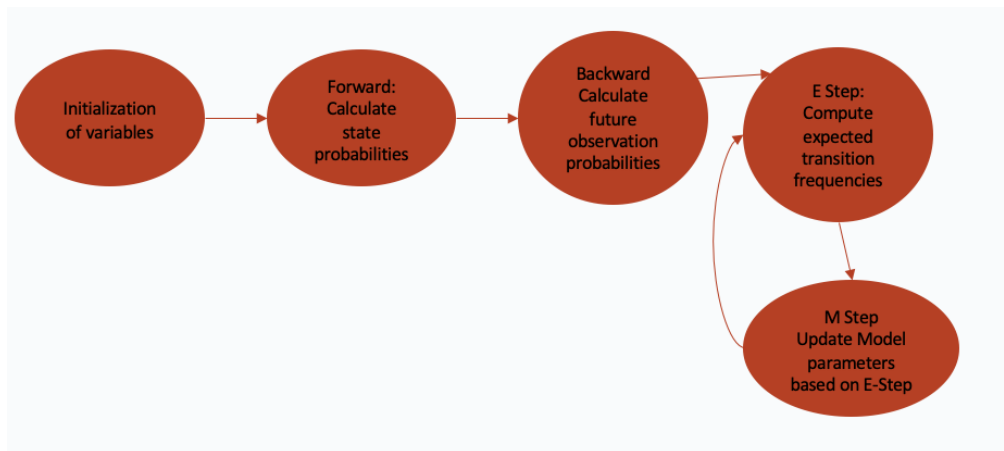 Initialization
of variables
Forward:
Calculate
state
probabilities
Backward
Calculate
future
observation
probabilities
E Step:
Compute
expected
transition
frequencies
M Step
Update Model
parameters
based on E-Step